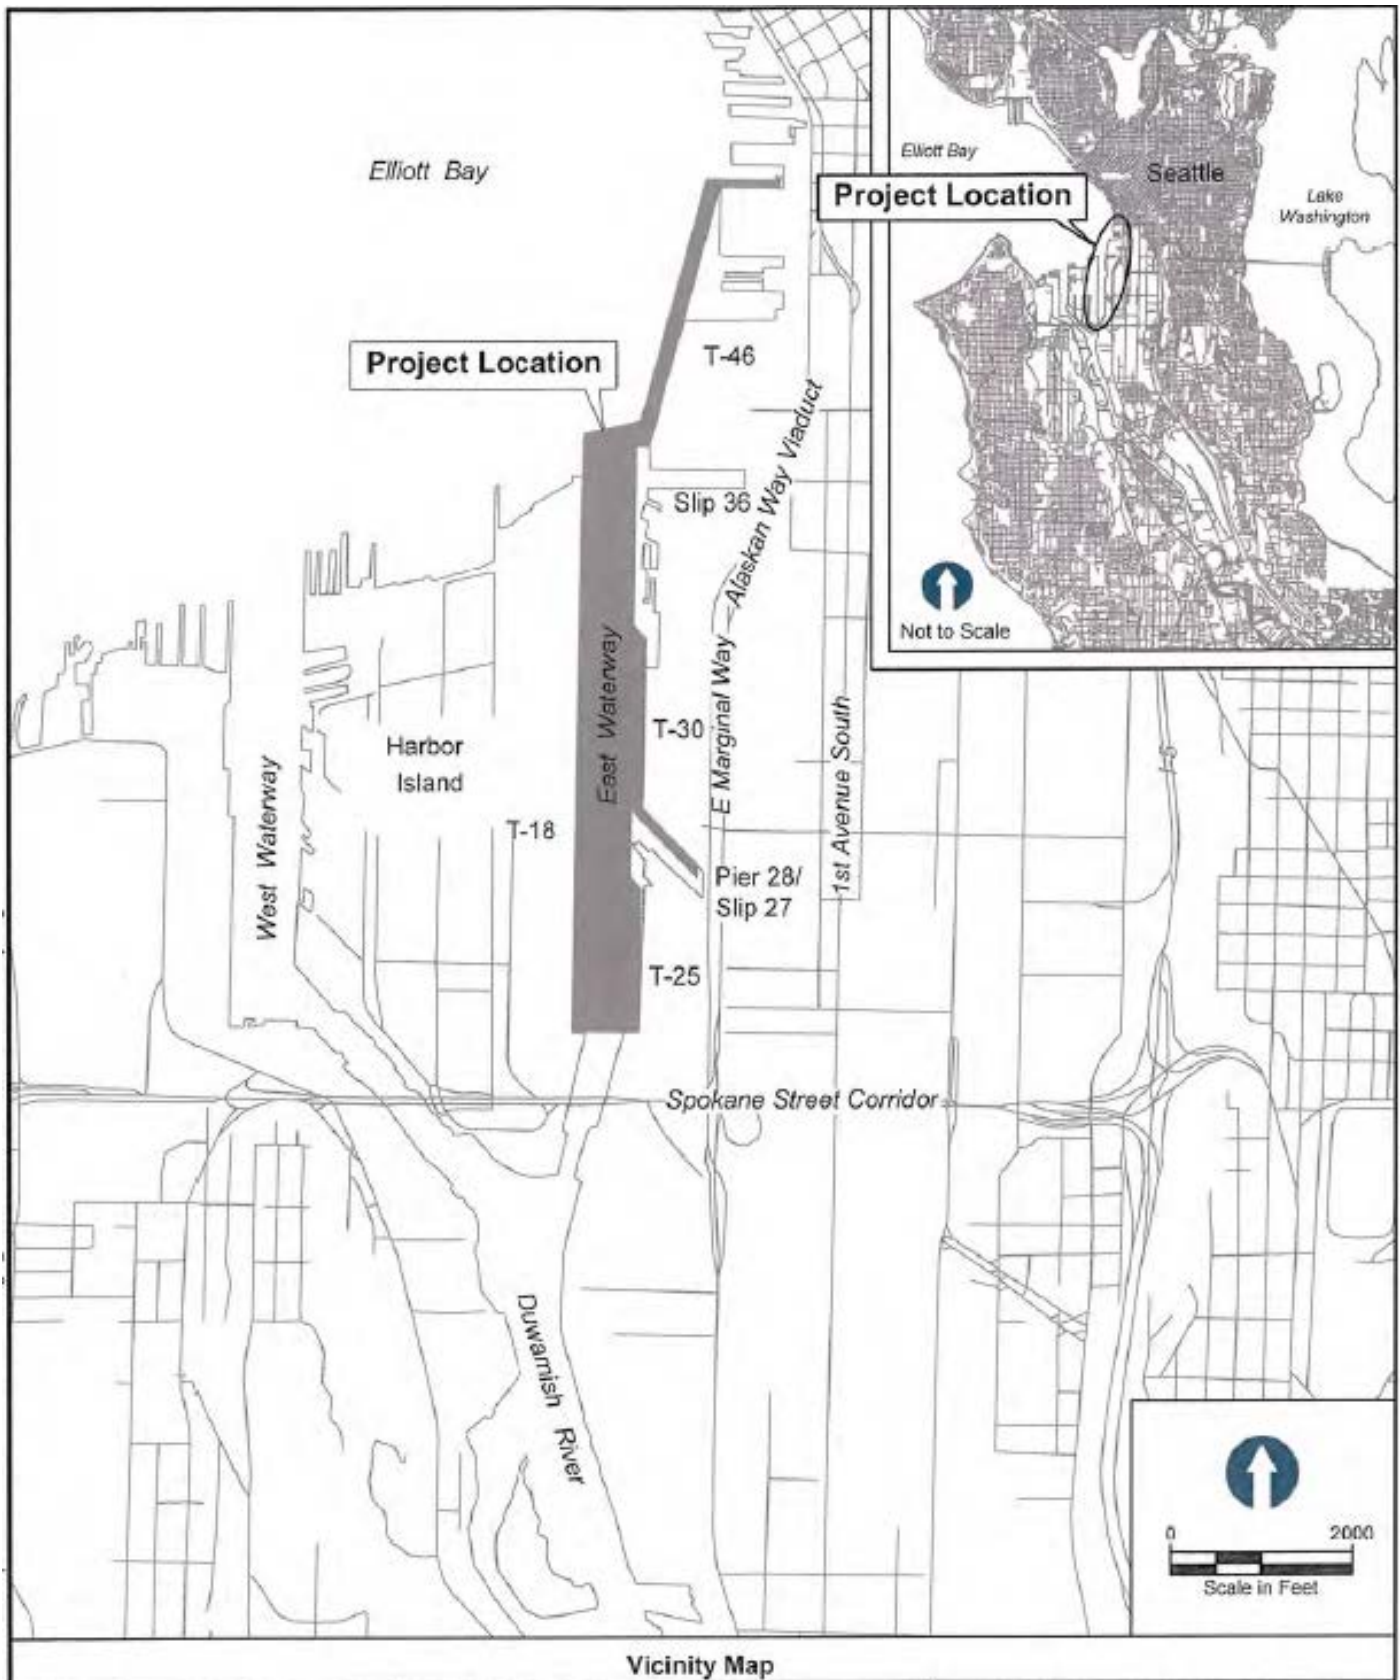 Elliott Bay
Project Location
T-46
Slip 36
Alaskan Way Viaduct
E Marginal Way
1st Avenue South
East Waterway
T-30
Harbor
Island
T-18
West Waterway
Pier 28/
Slip 27
T-25
Spokane Street Corridor
Duwamish River
Elliott Bay
Seattle
Project Location
Lake
Washington
Not to Scale
0 2000
Scale in Feet
Vicinity Map